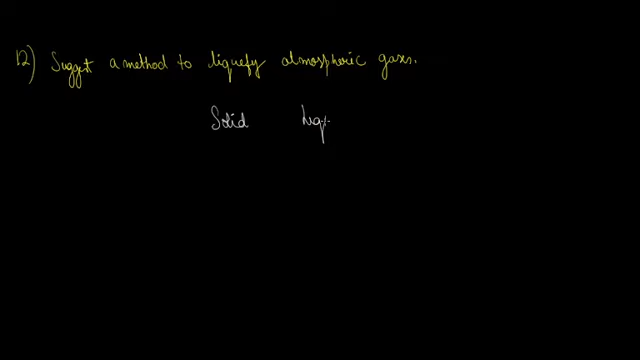 12) Suggest a method to liquefy atmospheric gases.
Solid Liq